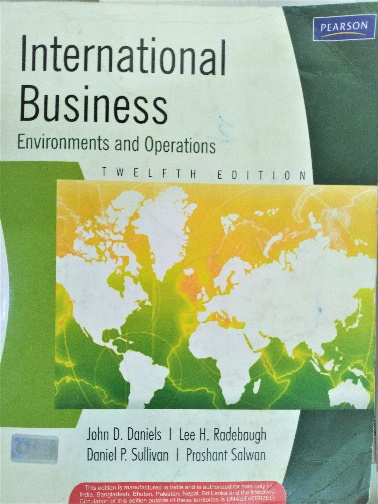 PEARSON
International
Business
Environments and Operations
TWELFTH EDITION
John D. Daniels | Lee H. Radebaugh
Daniel P. Sullivan | Prashant Salwan
This edition is manufactured in India and is authorized for sale only in
India, Bangladesh, Bhutan, Pakistan, Nepal, Sri Lanka and the Maldives.
Circulation of this edition outside of these territories is UNAUTHORIZED.